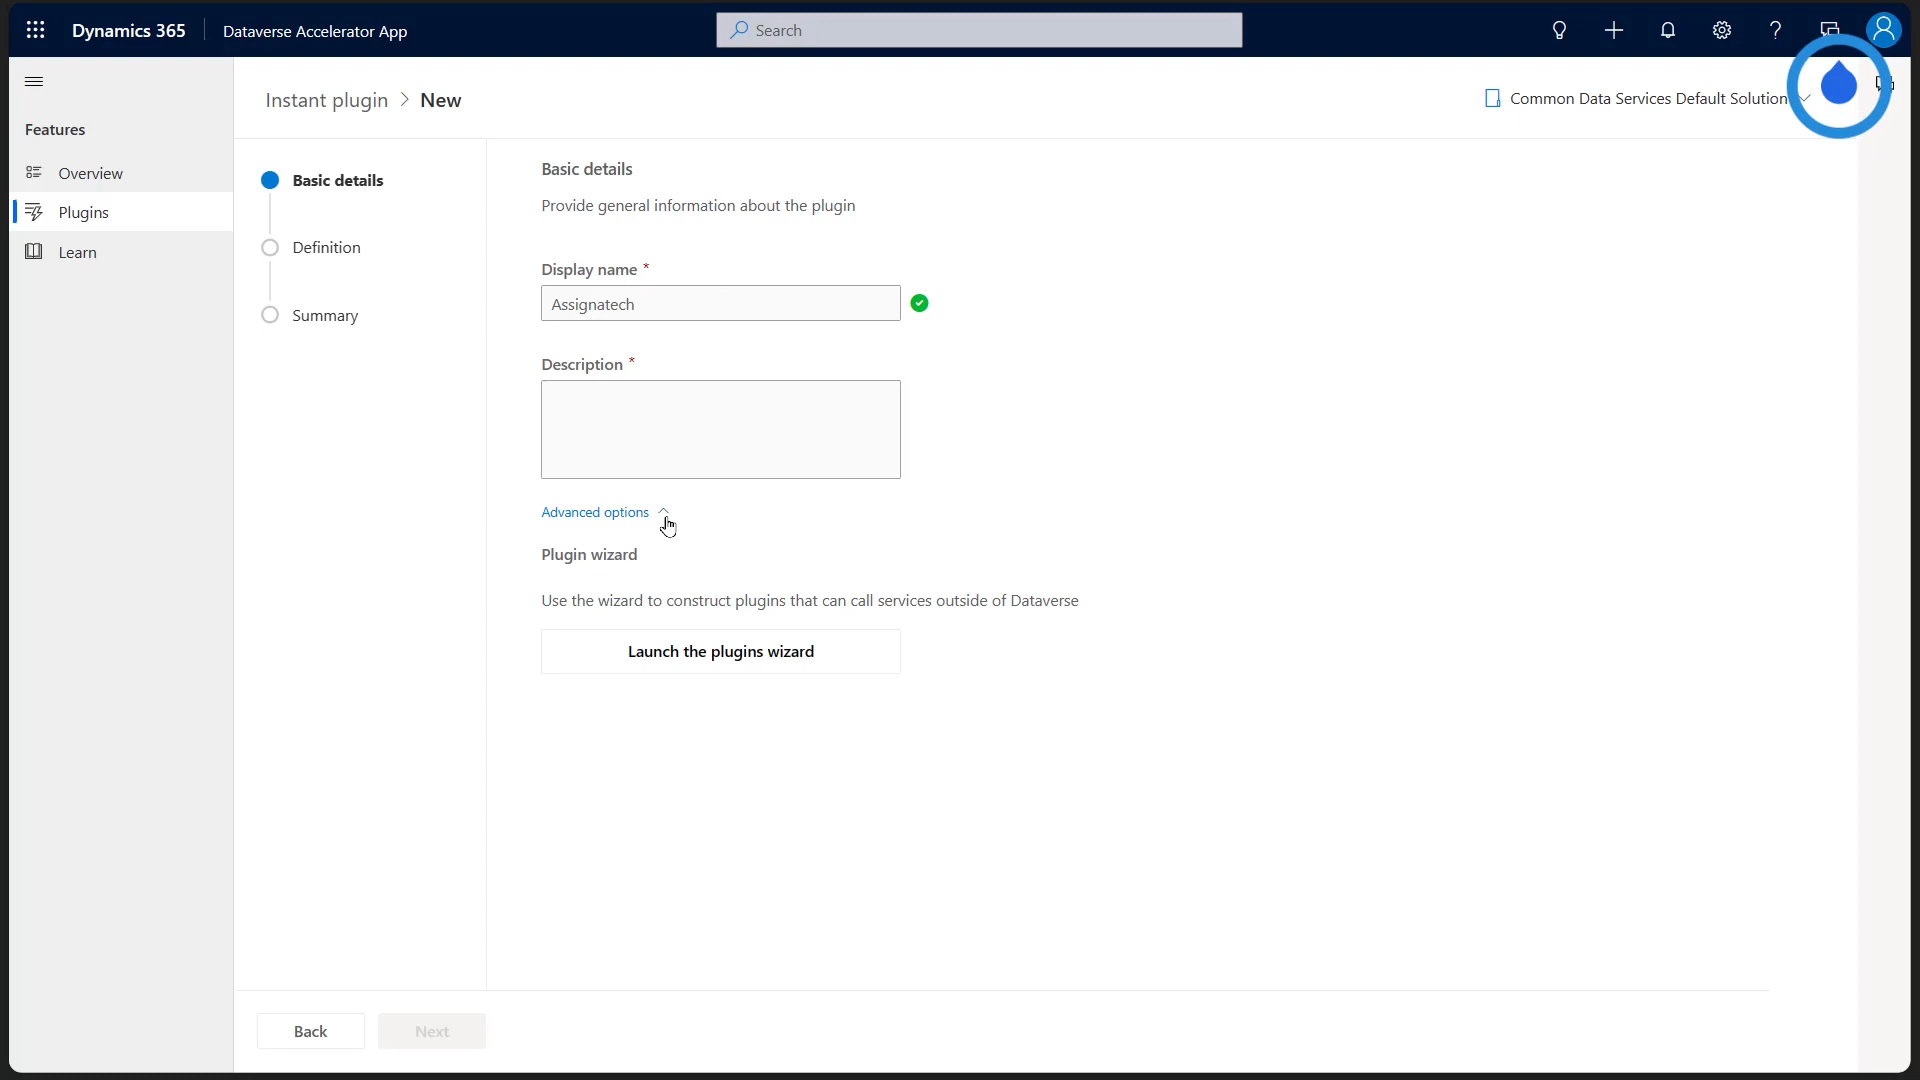 Dynamics 365
Dataverse Accelerator App
Search
Features
Overview
Plugins
Learn
Instant plugin > New
Common Data Services Default Solution
Basic details
Definition
Summary
Basic details
Provide general information about the plugin
Display name *
Assignatech
Description *
Advanced options
Plugin wizard
Use the wizard to construct plugins that can call services outside of Dataverse
Launch the plugins wizard
Back
Next